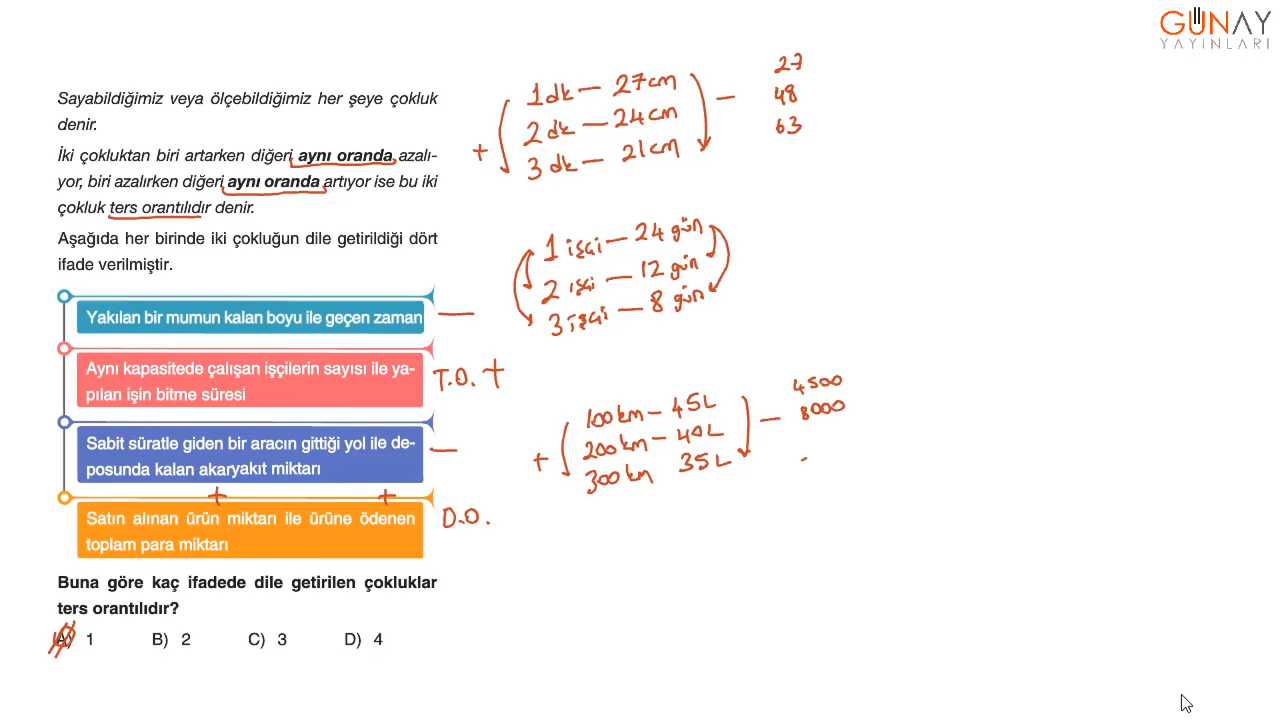 GÜNAY
YAYINLARI
Sayabildiğimiz veya ölçebildiğimiz her şeye çokluk
denir.
İki çokluktan biri artarken diğeri aynı oranda azalı-
yor, biri azalırken diğeri aynı oranda artıyor ise bu iki
çokluk ters orantılıdır denir.
Aşağıda her birinde iki çokluğun dile getirildiği dört
ifade verilmiştir.
Yakılan bir mumun kalan boyu ile geçen zaman —
Aynı kapasitede çalışan işçilerin sayısı ile ya-
pılan işin bitme süresi
T.O. +
Sabit süratle giden bir aracın gittiği yol ile de-
posunda kalan akaryakıt miktarı —
+ +
Satın alınan ürün miktarı ile ürüne ödenen
toplam para miktarı
D.O.
Buna göre kaç ifadede dile getirilen çokluklar
ters orantılıdır?
A) 1 B) 2 C) 3 D) 4
1 dk — 27 cm
2 dk — 24 cm
3 dk — 21 cm
+ —
27
48
63
1 işçi — 24 gün
2 işçi — 12 gün
3 işçi — 8 gün
100 km — 45 L
200 km — 40 L
300 km 35 L
+ —
4500
8000